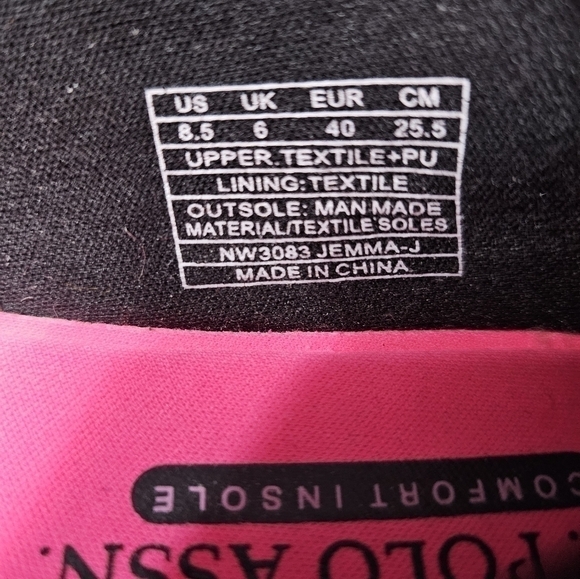 US UK EUR CM
8.5 6 40 25.5
UPPER:TEXTILE+PU
LINING:TEXTILE
OUTSOLE: MAN MADE
MATERIAL/TEXTILE SOLES
NW3083 JEMMA-J
MADE IN CHINA
COMFORT INSOLE
. POLO ASSN.